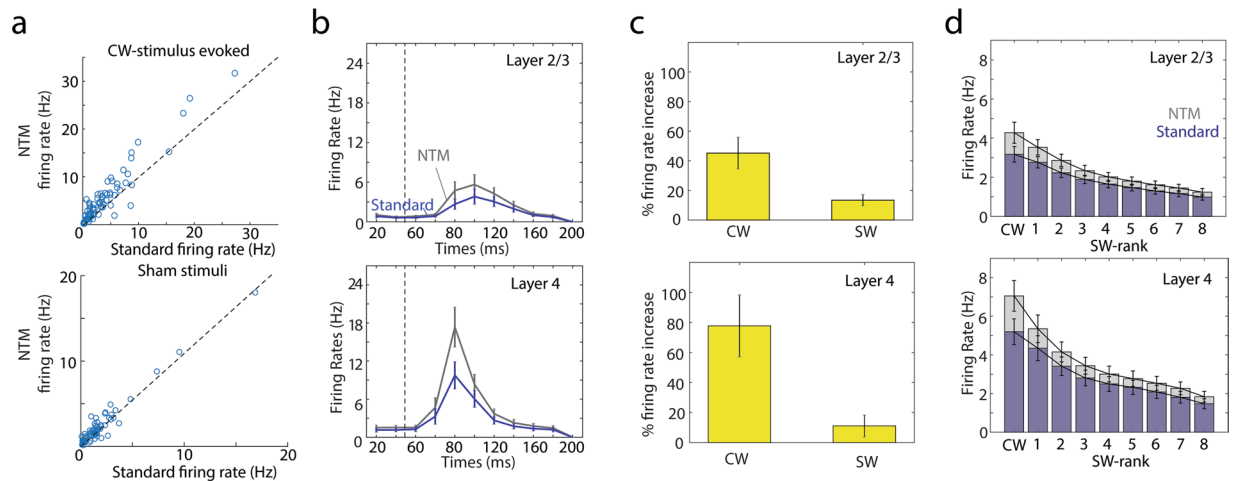 a
CW-stimulus evoked
NTM
firing rate (Hz)
30
20
10
0
10
20
30
Standard firing rate (Hz)
Sham stimuli
NTM
firing rate (Hz)
20
10
0
10
20
Standard firing rate (Hz)
b
Layer 2/3
Firing Rate (Hz)
24
18
12
6
0
NTM
Standard
20 40 60 80 100 120 160 200
Times (ms)
Layer 4
Firing Rates (Hz)
24
18
12
6
0
20 40 60 80 100 120 160 200
Times (ms)
c
Layer 2/3
% firing rate increase
100
80
60
40
20
0
CW SW
Layer 4
% firing rate increase
100
80
60
40
20
0
CW SW
d
Layer 2/3
Firing Rate (Hz)
8
6
4
2
0
NTM
Standard
CW 1 2 3 4 5 6 7 8
SW-rank
Layer 4
Firing Rate (Hz)
8
6
4
2
0
CW 1 2 3 4 5 6 7 8
SW-rank